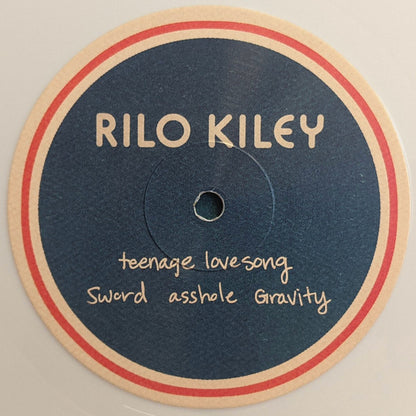 RILO KILEY
teenage lovesong
Sword asshole Gravity